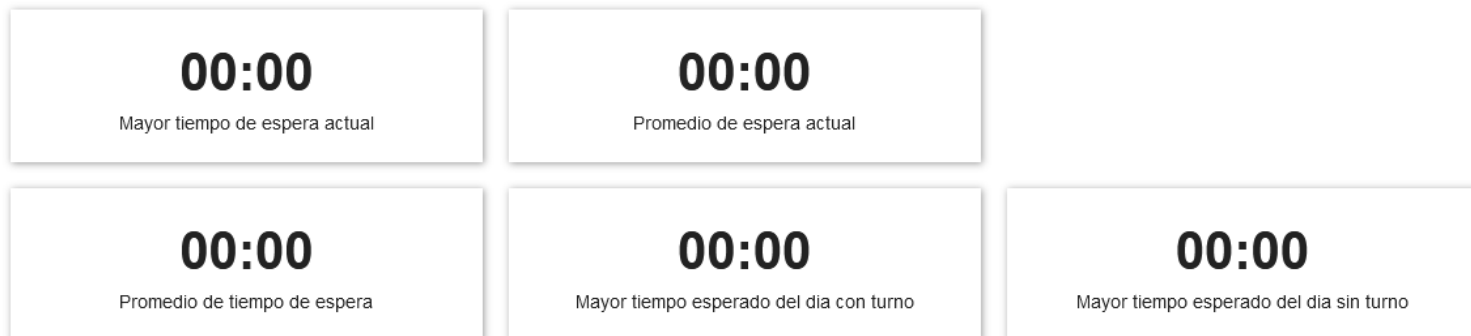 00:00
Mayor tiempo de espera actual
00:00
Promedio de espera actual
00:00
Promedio de tiempo de espera
00:00
Mayor tiempo esperado del dia con turno
00:00
Mayor tiempo esperado del dia sin turno